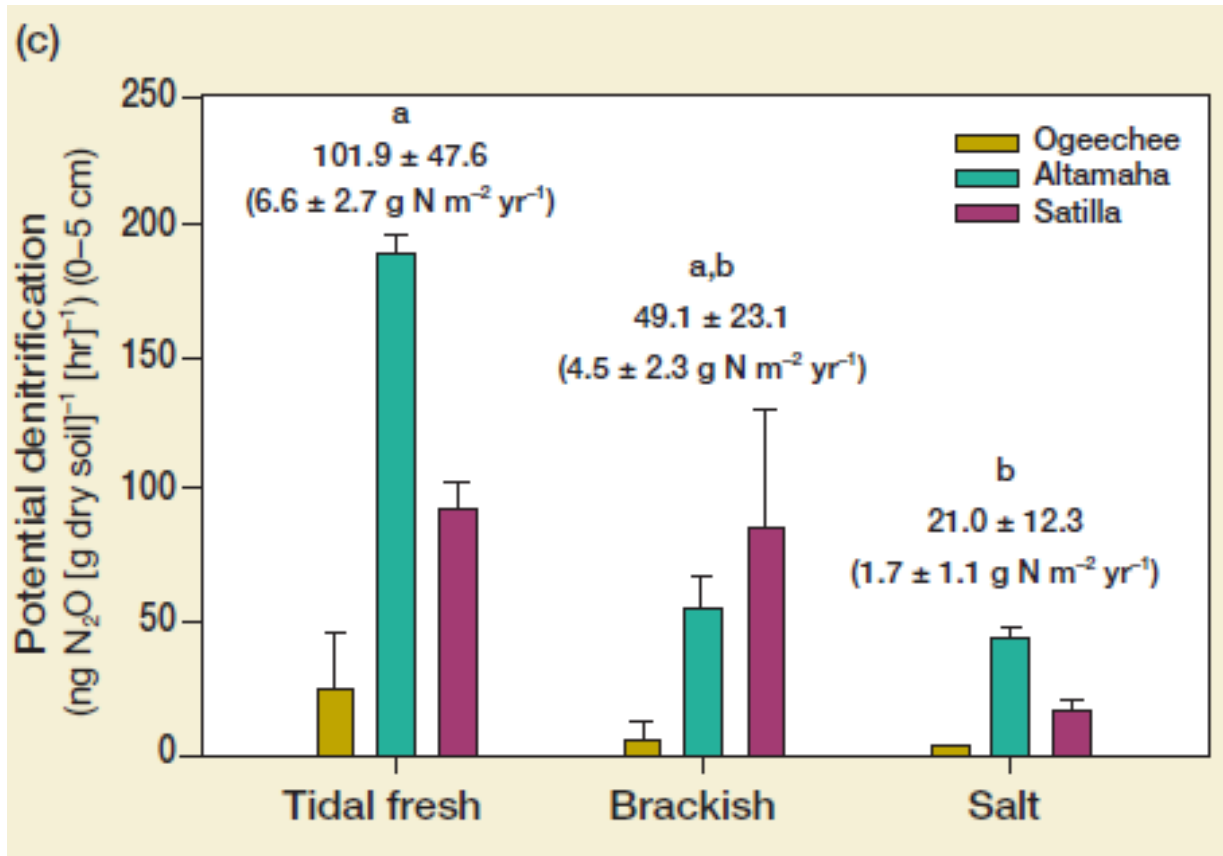 (c)
Potential denitrification
(ng N₂O [g dry soil]⁻¹ [hr]⁻¹) (0–5 cm)
250
200
150
100
50
0
a
101.9 ± 47.6
(6.6 ± 2.7 g N m⁻² yr⁻¹)
a,b
49.1 ± 23.1
(4.5 ± 2.3 g N m⁻² yr⁻¹)
b
21.0 ± 12.3
(1.7 ± 1.1 g N m⁻² yr⁻¹)
Ogeechee
Altamaha
Satilla
Tidal fresh
Brackish
Salt